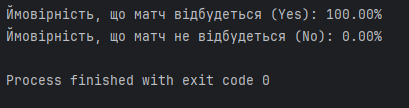 Ймовірність, що матч відбудеться (Yes): 100.00%
Ймовірність, що матч не відбудеться (No): 0.00%
Process finished with exit code 0